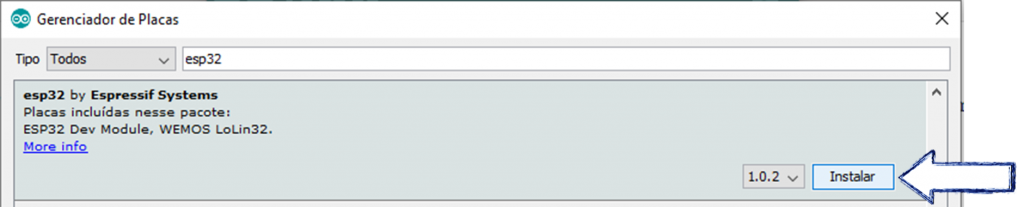 Gerenciador de Placas
Tipo Todos esp32
esp32 by Espressif Systems
Placas incluídas nesse pacote:
ESP32 Dev Module, WEMOS LoLin32.
More info
1.0.2 Instalar